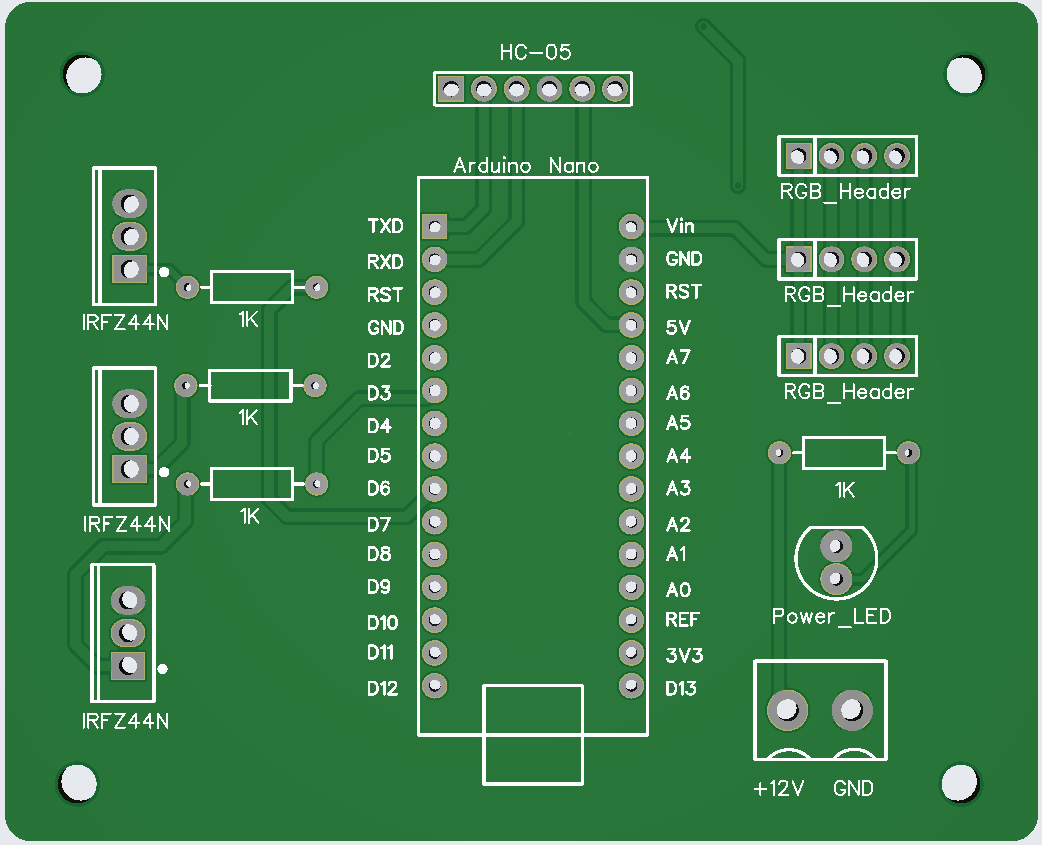 HC-05
Arduino Nano
RGB_Header
TXD
Vin
RXD
GND
RST
RST
RGB_Header
IRFZ44N
1K
GND
5V
D2
A7
D3
A6
RGB_Header
1K
D4
A5
D5
A4
D6
A3
1K
1K
IRFZ44N
D7
A2
D8
A1
D9
A0
D10
REF
Power_LED
D11
3V3
D12
D13
IRFZ44N
+12V GND